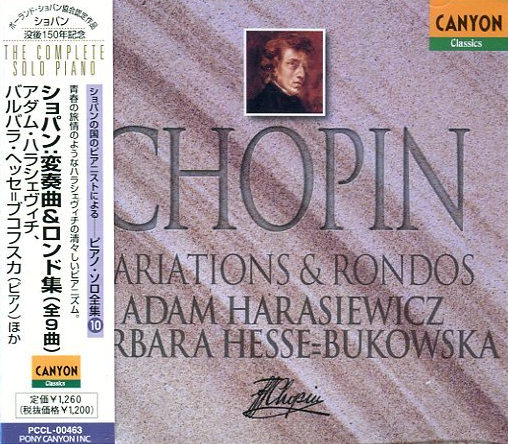 ポーランド・ショパン協会認定作品
ショパン
没後150年記念
THE COMPLETE
SOLO PIANO
ショパンの国のピアニストによる──ピアノ・ソロ全集10
青春の旅情のようなハラシェヴィチの清々しいピアニズム。
ショパン:変奏曲&ロンド集(全9曲)
アダム・ハラシェヴィチ、
バルバラ・ヘッセ=ブコフスカ(ピアノ)ほか
CANYON
Classics
定価¥1,260
(税抜価格¥1,200)
PCCL-00463
PONY CANYON INC
CANYON
Classics
CHOPIN
ARIATIONS & RONDOS
ADAM HARASIEWICZ
RBARA HESSE=BUKOWSKA
Chopin